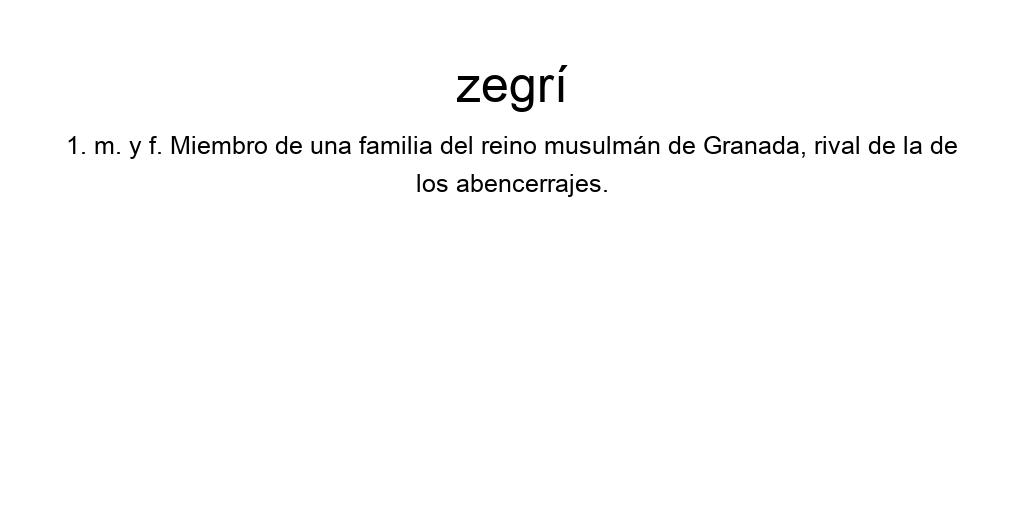 zegrí
1. m. y f. Miembro de una familia del reino musulmán de Granada, rival de la de
los abencerrajes.